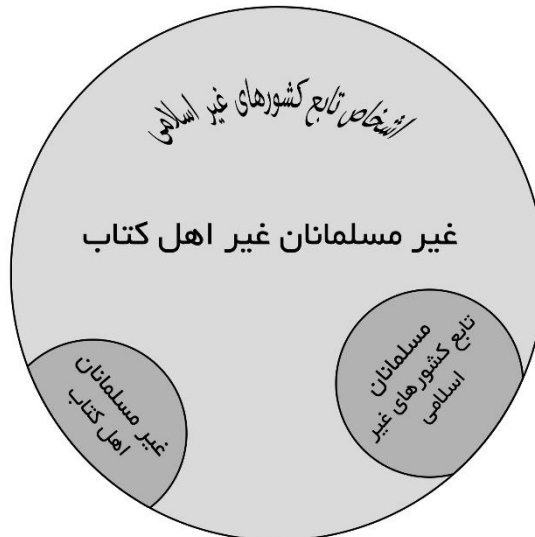 اشخاص تابع کشورهای غیر اسلامی
غیر مسلمانان غیر اهل کتاب
مسلمانان
تابع کشورهای غیر
اسلامی
غیر مسلمانان
اهل کتاب